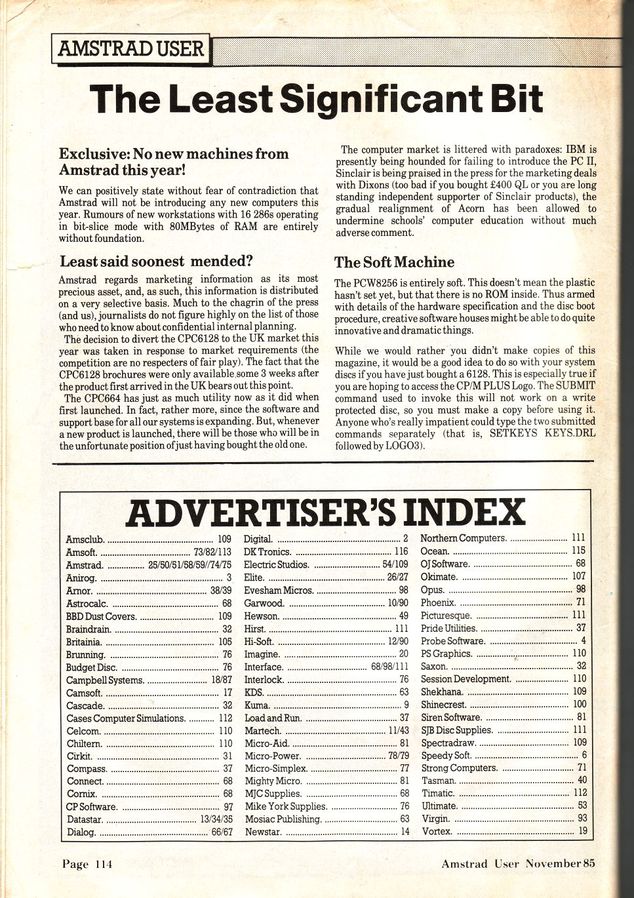 AMSTRAD USER
The Least Significant Bit
Exclusive: No new machines from
Amstrad this year!
We can positively state without fear of contradiction that
Amstrad will not be introducing any new computers this
year. Rumours of new workstations with 16 286s operating
in bit-slice mode with 80MBytes of RAM are entirely
without foundation.
Least said soonest mended?
Amstrad regards marketing information as its most
precious asset, and, as such, this information is distributed
on a very selective basis. Much to the chagrin of the press
(and us), journalists do not figure highly on the list of those
who need to know about confidential internal planning.
The decision to divert the CPC6128 to the UK market this
year was taken in response to market requirements (the
competition are no respecters of fair play). The fact that the
CPC6128 brochures were only available some 3 weeks after
the product first arrived in the UK bears out this point.
The CPC664 has just as much utility now as it did when
first launched. In fact, rather more, since the software and
support base for all our systems is expanding. But, whenever
a new product is launched, there will be those who will be in
the unfortunate position of just having bought the old one.
The computer market is littered with paradoxes: IBM is
presently being hounded for failing to introduce the PC II,
Sinclair is being praised in the press for the marketing deals
with Dixons (too bad if you bought £400 QL or you are long
standing independent supporter of Sinclair products), the
gradual realignment of Acorn has been allowed to
undermine schools' computer education without much
adverse comment.
The Soft Machine
The PCW8256 is entirely soft. This doesn't mean the plastic
hasn't set yet, but that there is no ROM inside. Thus armed
with details of the hardware specification and the disc boot
procedure, creative software houses might be able to do quite
innovative and dramatic things.
While we would rather you didn't make copies of this
magazine, it would be a good idea to do so with your system
discs if you have just bought a 6128. This is especially true if
you are hoping to access the CP/M PLUS Logo. The SUBMIT
command used to invoke this will not work on a write
protected disc, so you must make a copy before using it.
Anyone who's really impatient could type the two submitted
commands separately (that is, SETKEYS KEYS.DRL
followed by LOGO3).
ADVERTISER'S INDEX
Amsclub. 109
Amsoft. 73/82/113
Amstrad. 25/50/51/58/59//74/75
Anirog. 3
Arnor. 38/39
Astrocalc. 68
BBD Dust Covers. 109
Braindrain. 32
Britainia. 105
Brunning. 76
Budget Disc. 76
Campbell Systems. 18/87
Camsoft. 17
Cascade. 32
Cases Computer Simulations. 112
Celcom. 110
Chiltern. 110
Cirkit. 31
Compass. 37
Connect. 68
Cornix. 68
CP Software. 97
Datastar. 13/34/35
Dialog. 66/67
Digital. 2
DK Tronics. 116
Electric Studios. 54/109
Elite. 26/27
Evesham Micros. 98
Garwood. 10/90
Hewson. 49
Hirst. 111
Hi-Soft. 12/90
Imagine. 20
Interface. 68/98/111
Interlock. 76
KDS. 63
Kuma. 9
Load and Run. 37
Martech. 11/43
Micro-Aid. 81
Micro-Power. 78/79
Micro-Simplex. 77
Mighty Micro. 81
MJC Supplies. 68
Mike York Supplies. 76
Mosiac Publishing. 63
Newstar. 14
Northern Computers. 111
Ocean. 115
OJ Software. 68
Okimate. 107
Opus. 98
Phoenix. 71
Picturesque. 111
Pride Utilities. 37
Probe Software. 4
PS Graphics. 110
Saxon. 32
Session Development. 110
Shekhana. 109
Shinecrest. 100
Siren Software. 81
SJB Disc Supplies. 111
Spectradraw. 109
Speedy Soft. 6
Strong Computers. 71
Tasman. 40
Timatic. 112
Ultimate. 53
Virgin. 93
Vortex. 19
Page 114
Amstrad User November 85